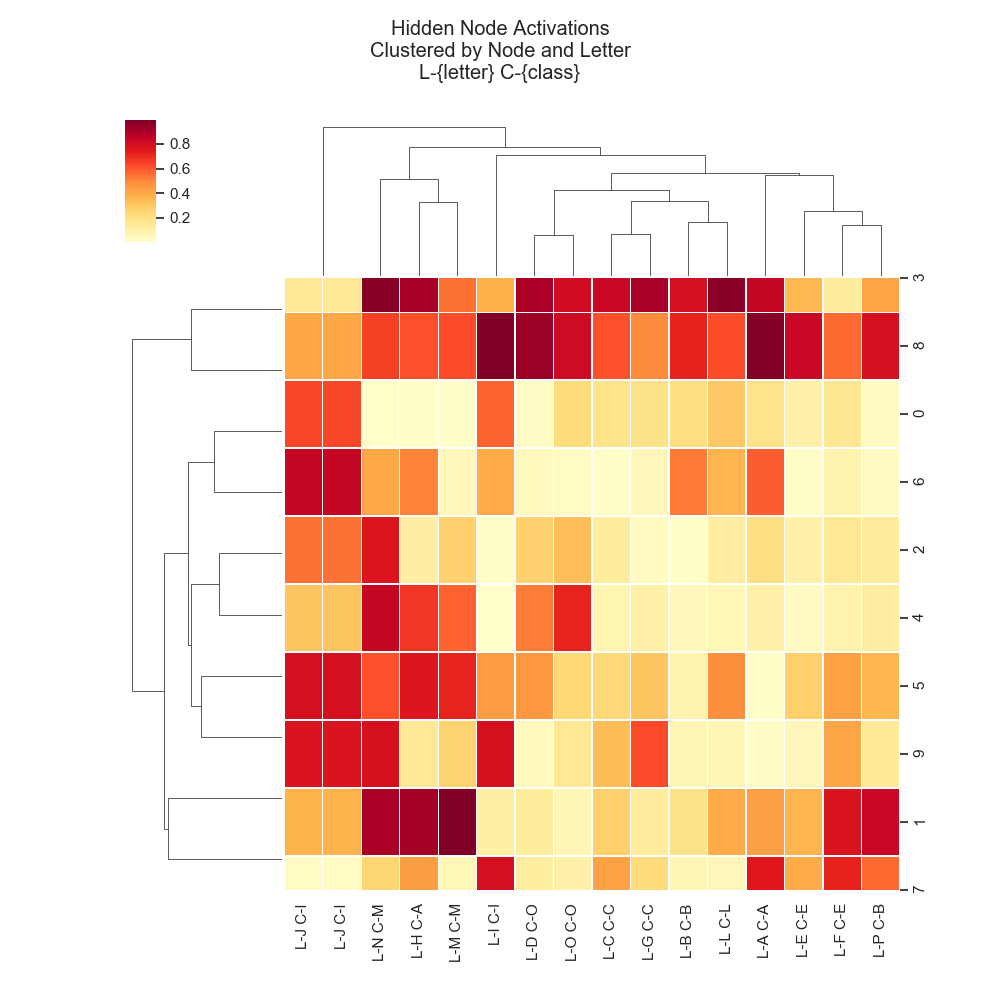 Hidden Node Activations
Clustered by Node and Letter
L-{letter} C-{class}
0.8
0.6
0.4
0.2
3
8
0
6
2
4
5
9
1
7
L-J C-I
L-J C-I
L-N C-M
L-H C-A
L-M C-M
L-I C-I
L-D C-O
L-O C-O
L-C C-C
L-G C-C
L-B C-B
L-L C-L
L-A C-A
L-E C-E
L-F C-E
L-P C-B